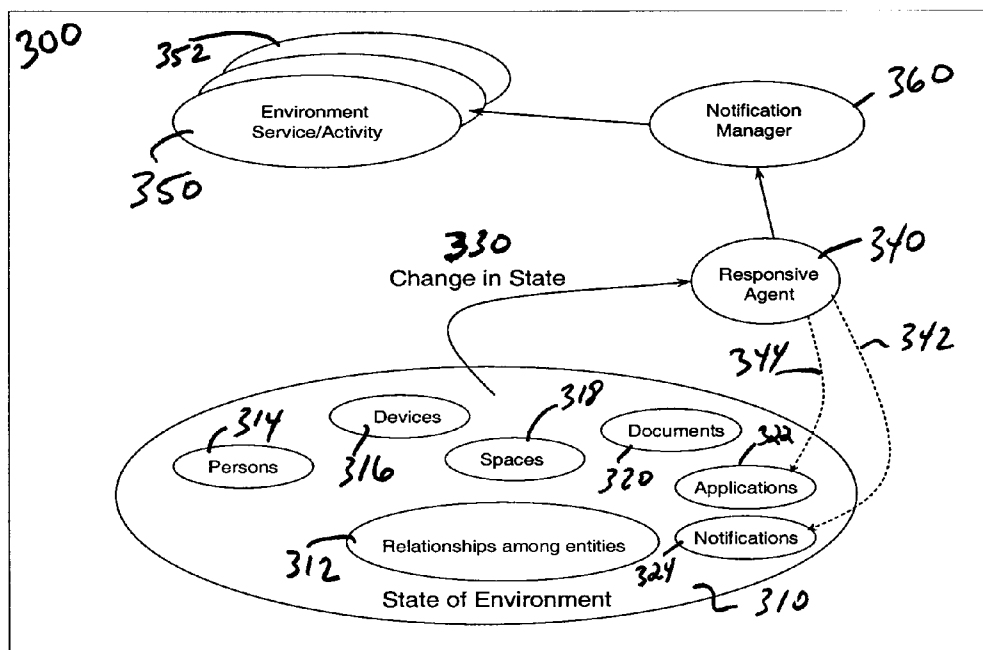 300
352
Environment
Service/Activity
350
Notification
Manager
360
330
Change in State
Responsive
Agent
340
344
342
314
Persons
Devices
316
318
Spaces
Documents
320
322
Applications
312
Relationships among entities
Notifications
324
310
State of Environment